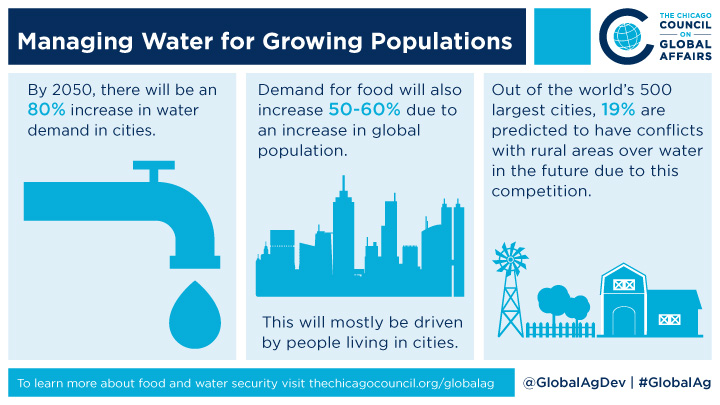 Managing Water for Growing Populations
THE CHICAGO
COUNCIL
ON
GLOBAL
AFFAIRS
By 2050, there will be an
80% increase in water
demand in cities.
Demand for food will also
increase 50-60% due to
an increase in global
population.
This will mostly be driven
by people living in cities.
Out of the world's 500
largest cities, 19% are
predicted to have conflicts
with rural areas over water
in the future due to this
competition.
To learn more about food and water security visit thechicagocouncil.org/globalag
@GlobalAgDev | #GlobalAg